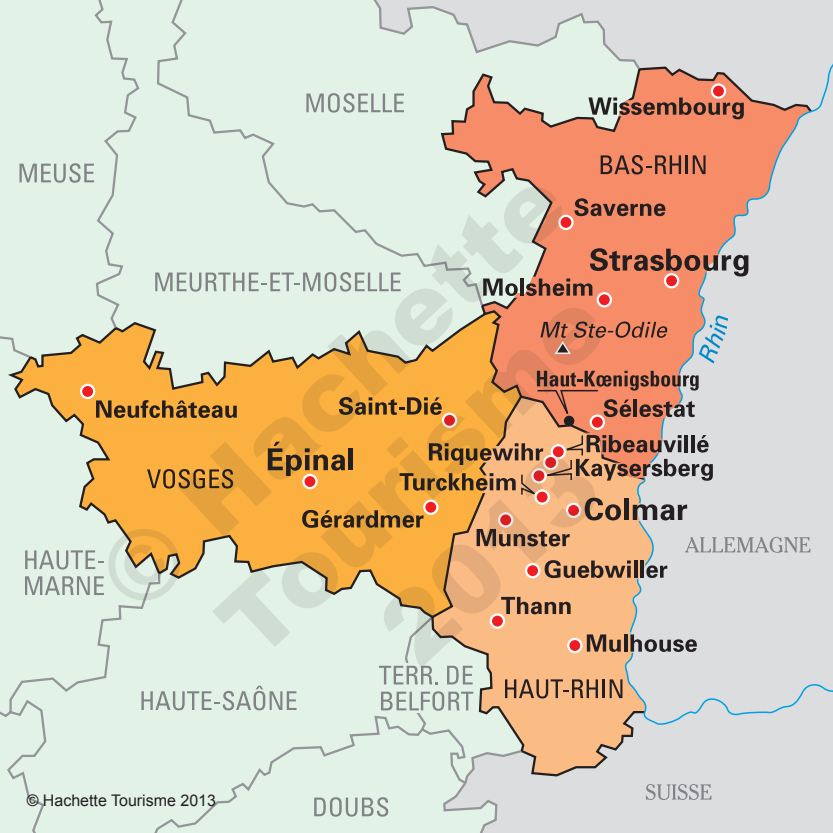 MOSELLE
Wissembourg
MEUSE
BAS-RHIN
Saverne
Strasbourg
MEURTHE-ET-MOSELLE
Molsheim
Mt Ste-Odile
Rhin
Haut-Kœnigsbourg
Neufchâteau
Saint-Dié
Sélestat
Ribeauvillé
Riquewihr
Épinal
Kaysersberg
VOSGES
Turckheim
Colmar
Gérardmer
Munster
ALLEMAGNE
HAUTE-
MARNE
Guebwiller
Thann
Mulhouse
TERR. DE
BELFORT
HAUT-RHIN
HAUTE-SAÔNE
SUISSE
DOUBS
© Hachette Tourisme 2013
© Hachette
Tourisme
2013